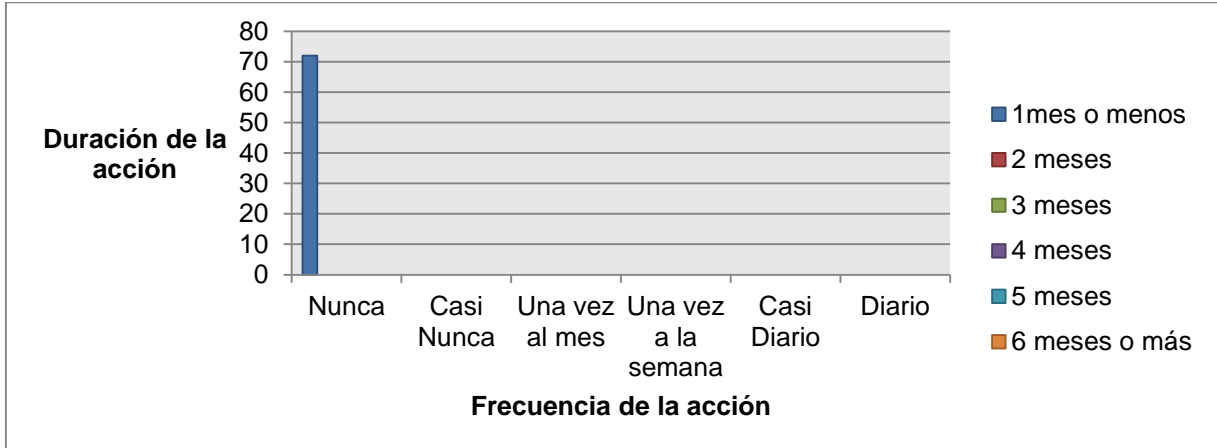 80
70
60
50
40
30
20
10
0
Duración de la
acción
Nunca
Casi
Nunca
Una vez
al mes
Una vez
a la
semana
Casi
Diario
Diario
Frecuencia de la acción
1mes o menos
2 meses
3 meses
4 meses
5 meses
6 meses o más